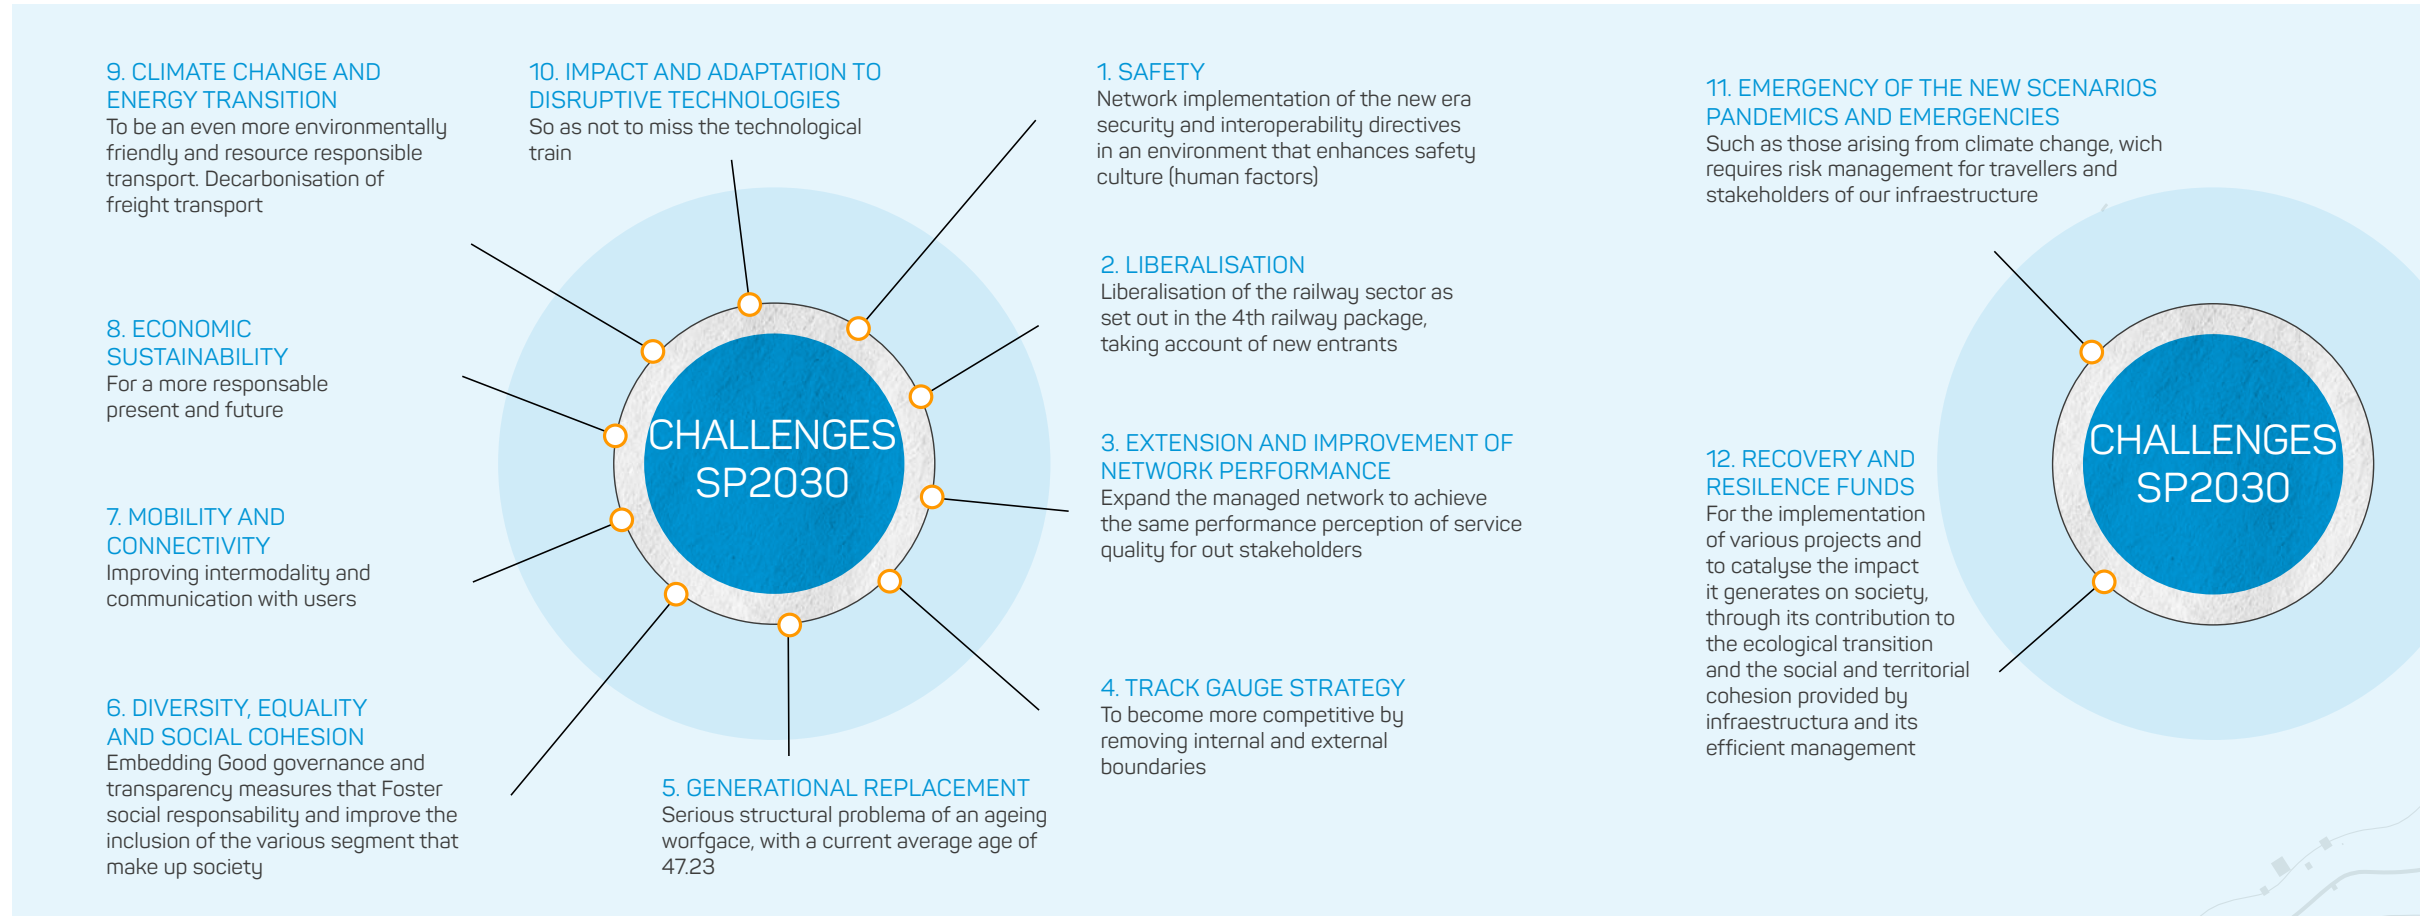 9. CLIMATE CHANGE AND
ENERGY TRANSITION
To be an even more environmentally
friendly and resource responsible
transport. Decarbonisation of
freight transport
10. IMPACT AND ADAPTATION TO
DISRUPTIVE TECHNOLOGIES
So as not to miss the technological
train
1. SAFETY
Network implementation of the new era
security and interoperability directives
in an environment that enhances safety
culture (human factors)
2. LIBERALISATION
Liberalisation of the railway sector as
set out in the 4th railway package,
taking account of new entrants
8. ECONOMIC
SUSTAINABILITY
For a more responsable
present and future
CHALLENGES
SP2030
3. EXTENSION AND IMPROVEMENT OF
NETWORK PERFORMANCE
Expand the managed network to achieve
the same performance perception of service
quality for out stakeholders
7. MOBILITY AND
CONNECTIVITY
Improving intermodality and
communication with users
4. TRACK GAUGE STRATEGY
To become more competitive by
removing internal and external
boundaries
6. DIVERSITY, EQUALITY
AND SOCIAL COHESION
Embedding Good governance and
transparency measures that Foster
social responsability and improve the
inclusion of the various segment that
make up society
5. GENERATIONAL REPLACEMENT
Serious structural problema of an ageing
worfgace, with a current average age of
47.23
11. EMERGENCY OF THE NEW SCENARIOS
PANDEMICS AND EMERGENCIES
Such as those arising from climate change, wich
requires risk management for travellers and
stakeholders of our infraestructure
CHALLENGES
SP2030
12. RECOVERY AND
RESILENCE FUNDS
For the implementation
of various projects and
to catalyse the impact
it generates on society,
through its contribution to
the ecological transition
and the social and territorial
cohesion provided by
infraestructura and its
efficient management